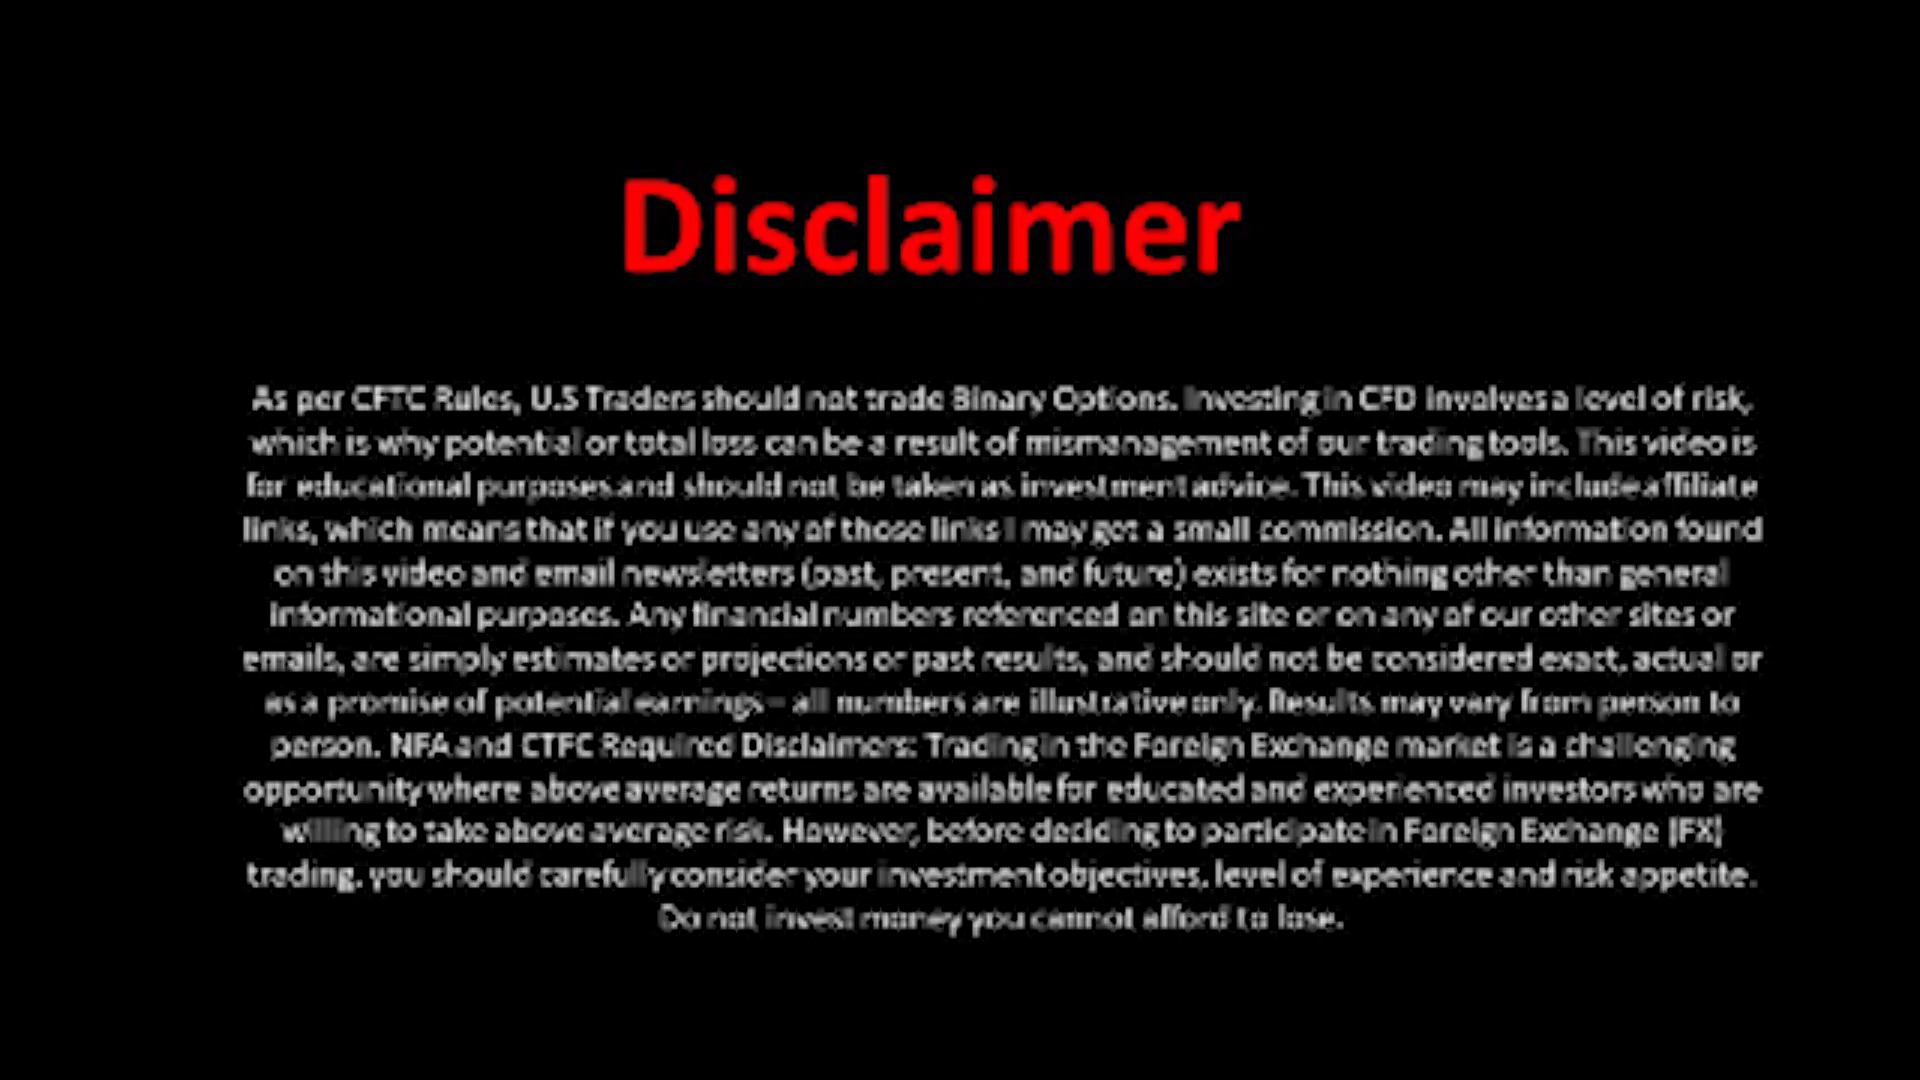 Disclaimer
As per CFTC Rules, U.S Traders should not trade Binary Options. Investing in CFD involves a level of risk,
which is why potential or total loss can be a result of mismanagement of our trading tools. This video is
for educational purposes and should not be taken as investment advice. This video may include affiliate
links, which means that if you use any of those links I may get a small commission. All information found
on this video and email newsletters (past, present, and future) exists for nothing other than general
informational purposes. Any financial numbers referenced on this site or on any of our other sites or
emails, are simply estimates or projections or past results, and should not be considered exact, actual or
as a promise of potential earnings – all numbers are illustrative only. Results may vary from person to
person. NFA and CTFC Required Disclaimers: Trading in the Foreign Exchange market is a challenging
opportunity where above average returns are available for educated and experienced investors who are
willing to take above average risk. However, before deciding to participate in Foreign Exchange (FX)
trading, you should carefully consider your investment objectives, level of experience and risk appetite.
Do not invest money you cannot afford to lose.